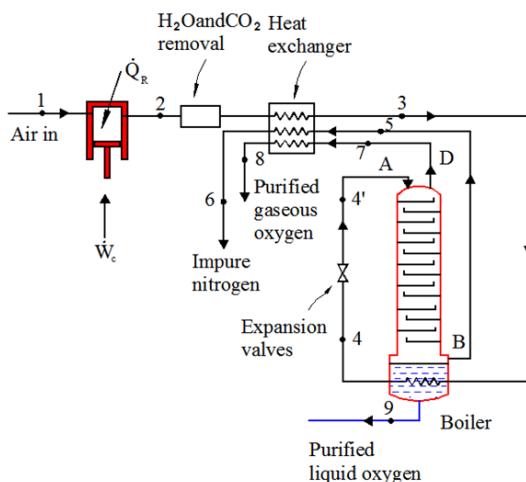 H₂OandCO₂
removal
Heat
exchanger
Q̇R
1
2
3
Air in
5
8
7
D
A
6
4'
Purified
gaseous
oxygen
Ẇc
Impure
nitrogen
Expansion
valves
4
B
9
Boiler
Purified
liquid oxygen